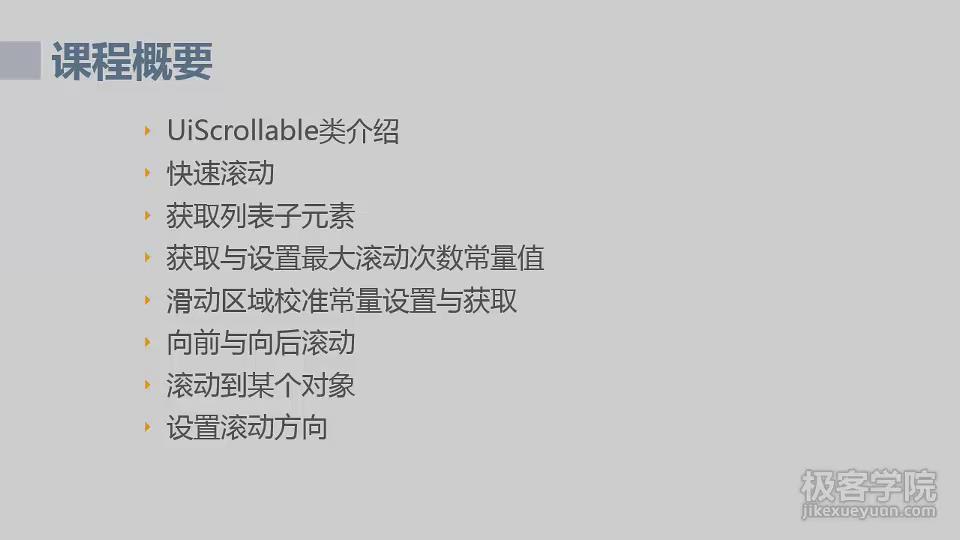 课程概要
UiScrollable类介绍
快速滚动
获取列表子元素
获取与设置最大滚动次数常量值
滑动区域校准常量设置与获取
向前与向后滚动
滚动到某个对象
设置滚动方向
极客学院
jikexueyuan.com